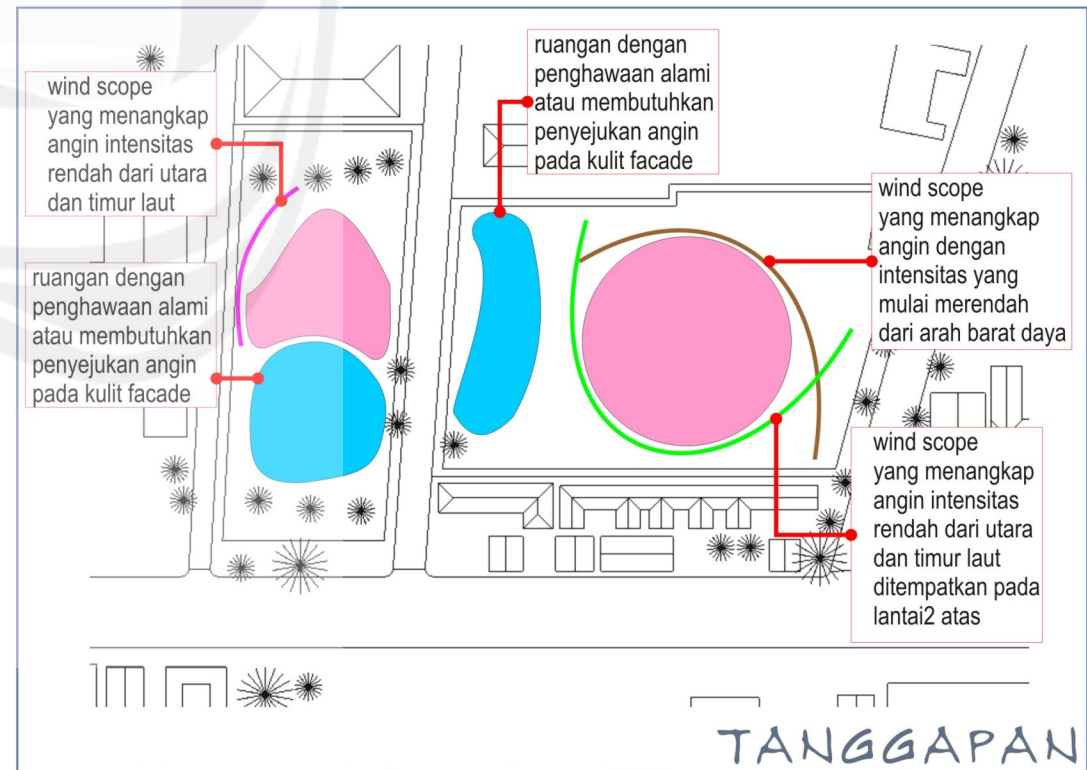 wind scope
yang menangkap
angin intensitas
rendah dari utara
dan timur laut
ruangan dengan
penghawaan alami
atau membutuhkan
penyejukan angin
pada kulit facade
ruangan dengan
penghawaan alami
atau membutuhkan
penyejukan angin
pada kulit facade
wind scope
yang menangkap
angin dengan
intensitas yang
mulai merendah
dari arah barat daya
wind scope
yang menangkap
angin intensitas
rendah dari utara
dan timur laut
ditempatkan pada
lantai2 atas
TANGGAPAN